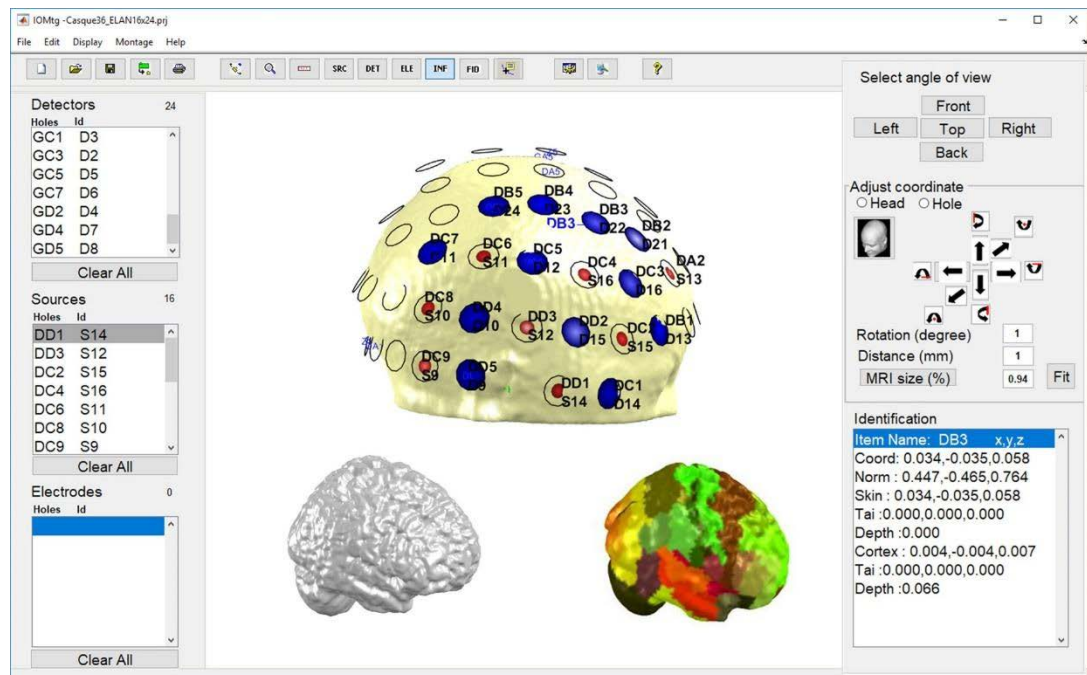 IOMtg -Casque36_ELAN16x24.prj
File Edit Display Montage Help
SRC DET ELE INF FID
Detectors 24
Holes Id
GC1 D3
GC3 D2
GC5 D5
GC7 D6
GD2 D4
GD4 D7
GD5 D8
Clear All
Sources 16
Holes Id
DD1 S14
DD3 S12
DC2 S15
DC4 S16
DC6 S11
DC8 S10
DC9 S9
Clear All
Electrodes 0
Holes Id
Clear All
DA5
DB5 DB4
D24 D23 DB3
DB3 D22 DB2
D21
DC7 DC6 DC5 DC4 DA2
D11 S11 D12 S16 DC3 S13
D16
DC8 DD4 DD3 DD2 DC2 DB1
S10 D10 S12 D15 S15 D13
DC9 DD5 DD1 DC1
S9 D9 S14 D14
Select angle of view
Front
Left Top Right
Back
Adjust coordinate
Head Hole
Rotation (degree) 1
Distance (mm) 1
MRI size (%) 0.94 Fit
Identification
Item Name: DB3 x,y,z
Coord: 0.034,-0.035,0.058
Norm : 0.447,-0.465,0.764
Skin : 0.034,-0.035,0.058
Tai :0.000,0.000,0.000
Depth :0.000
Cortex : 0.004,-0.004,0.007
Tai :0.000,0.000,0.000
Depth :0.066